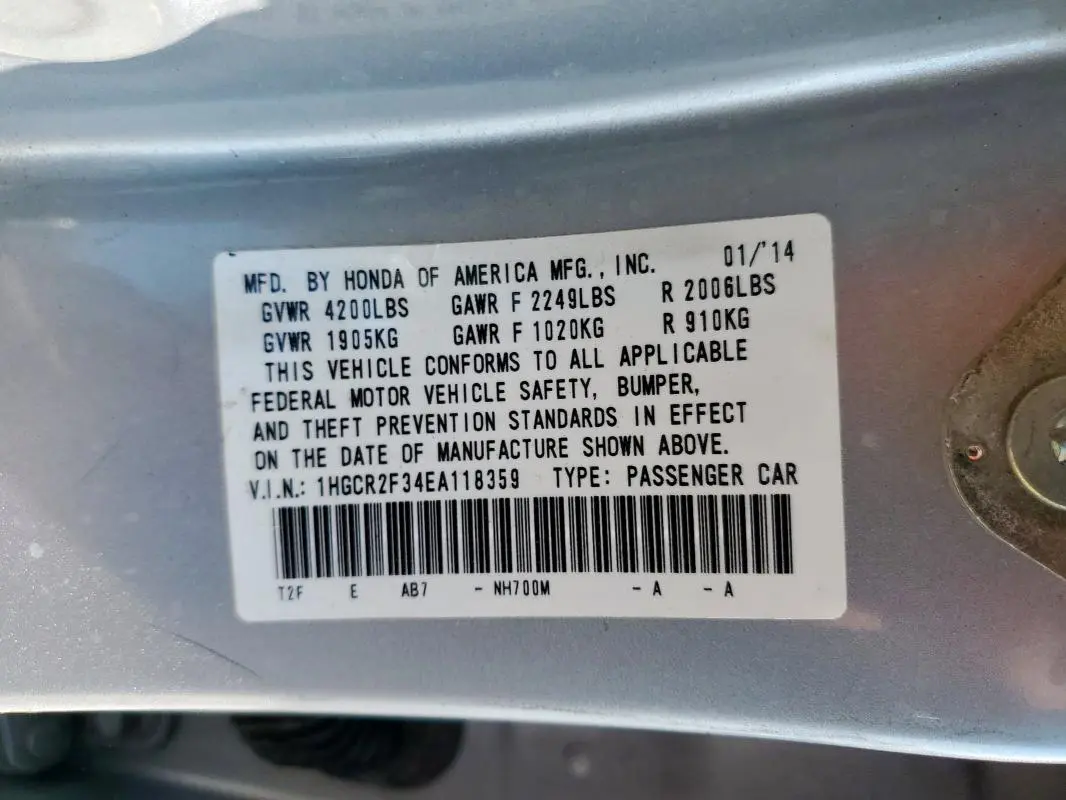 MFD. BY HONDA OF AMERICA MFG., INC. 01/'14
GVWR 4200LBS GAWR F 2249LBS R 2006LBS
GVWR 1905KG GAWR F 1020KG R 910KG
THIS VEHICLE CONFORMS TO ALL APPLICABLE
FEDERAL MOTOR VEHICLE SAFETY, BUMPER,
AND THEFT PREVENTION STANDARDS IN EFFECT
ON THE DATE OF MANUFACTURE SHOWN ABOVE.
V.I.N.: 1HGCR2F34EA118359 TYPE: PASSENGER CAR
T2F E AB7 - NH700M - A - A